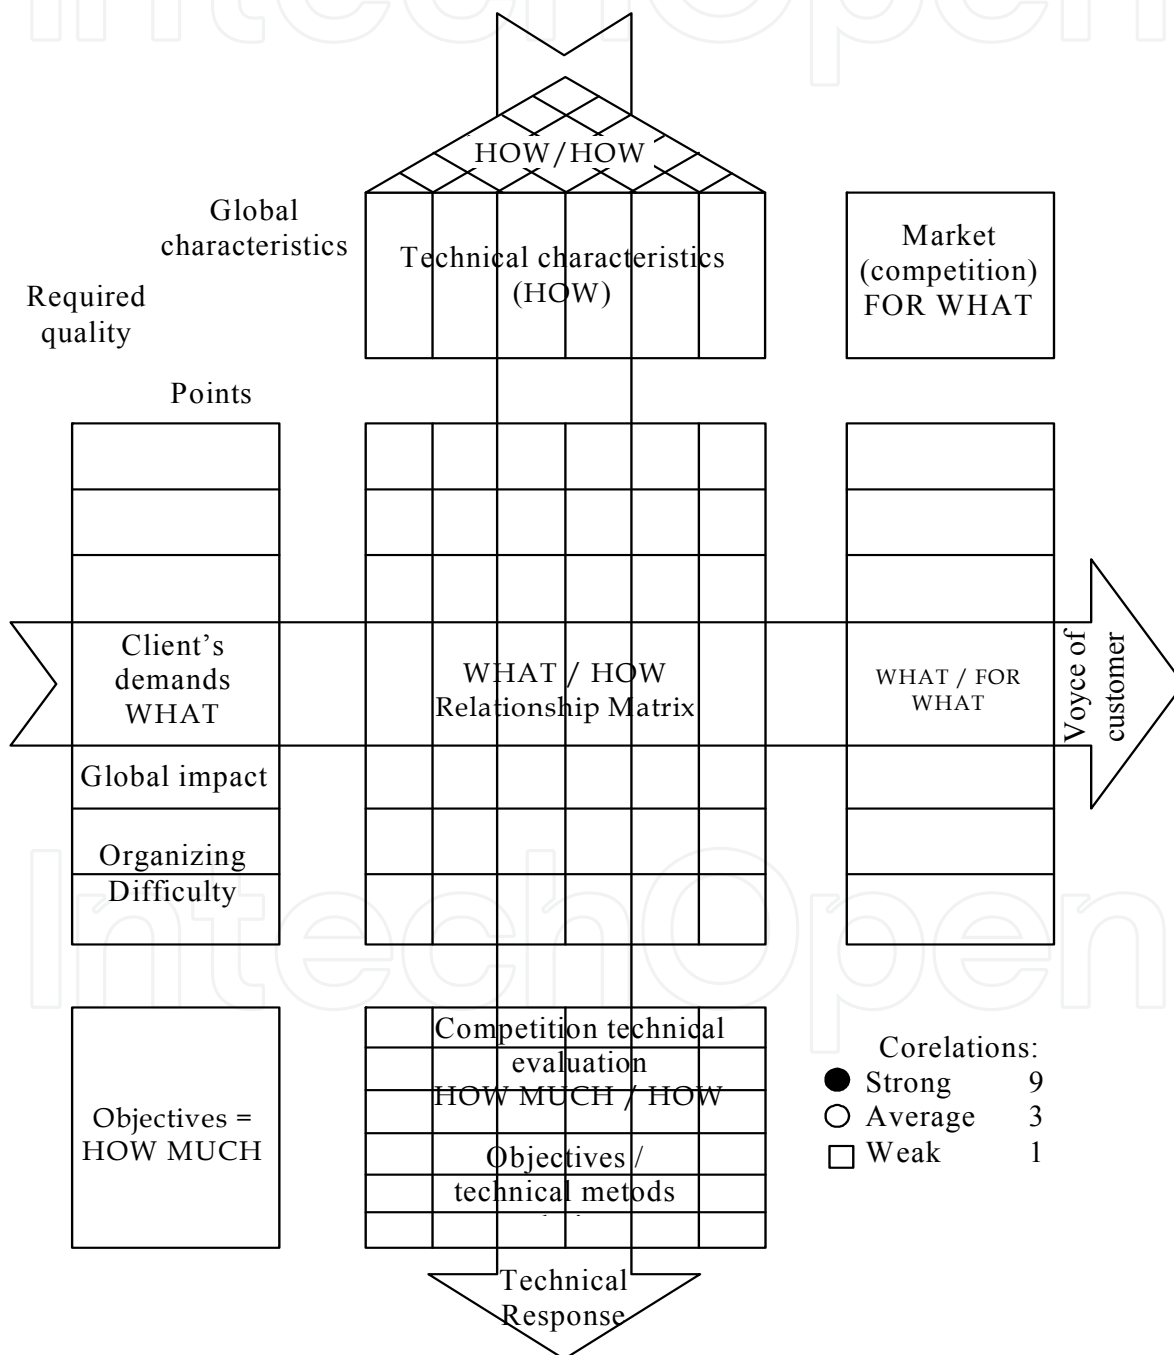 IntechOpen
HOW/HOW
Global
characteristics
Technical characteristics
(HOW)
Market
(competition)
FOR WHAT
Required
quality
Points
Client's
demands
WHAT
WHAT / HOW
Relationship Matrix
WHAT / FOR
WHAT
Voyce of
customer
Global impact
Organizing
Difficulty
IntechOpen
Objectives =
HOW MUCH
Competition technical
evaluation
HOW MUCH / HOW
Objectives /
technical metods
Corelations:
Strong 9
Average 3
Weak 1
Technical
Response